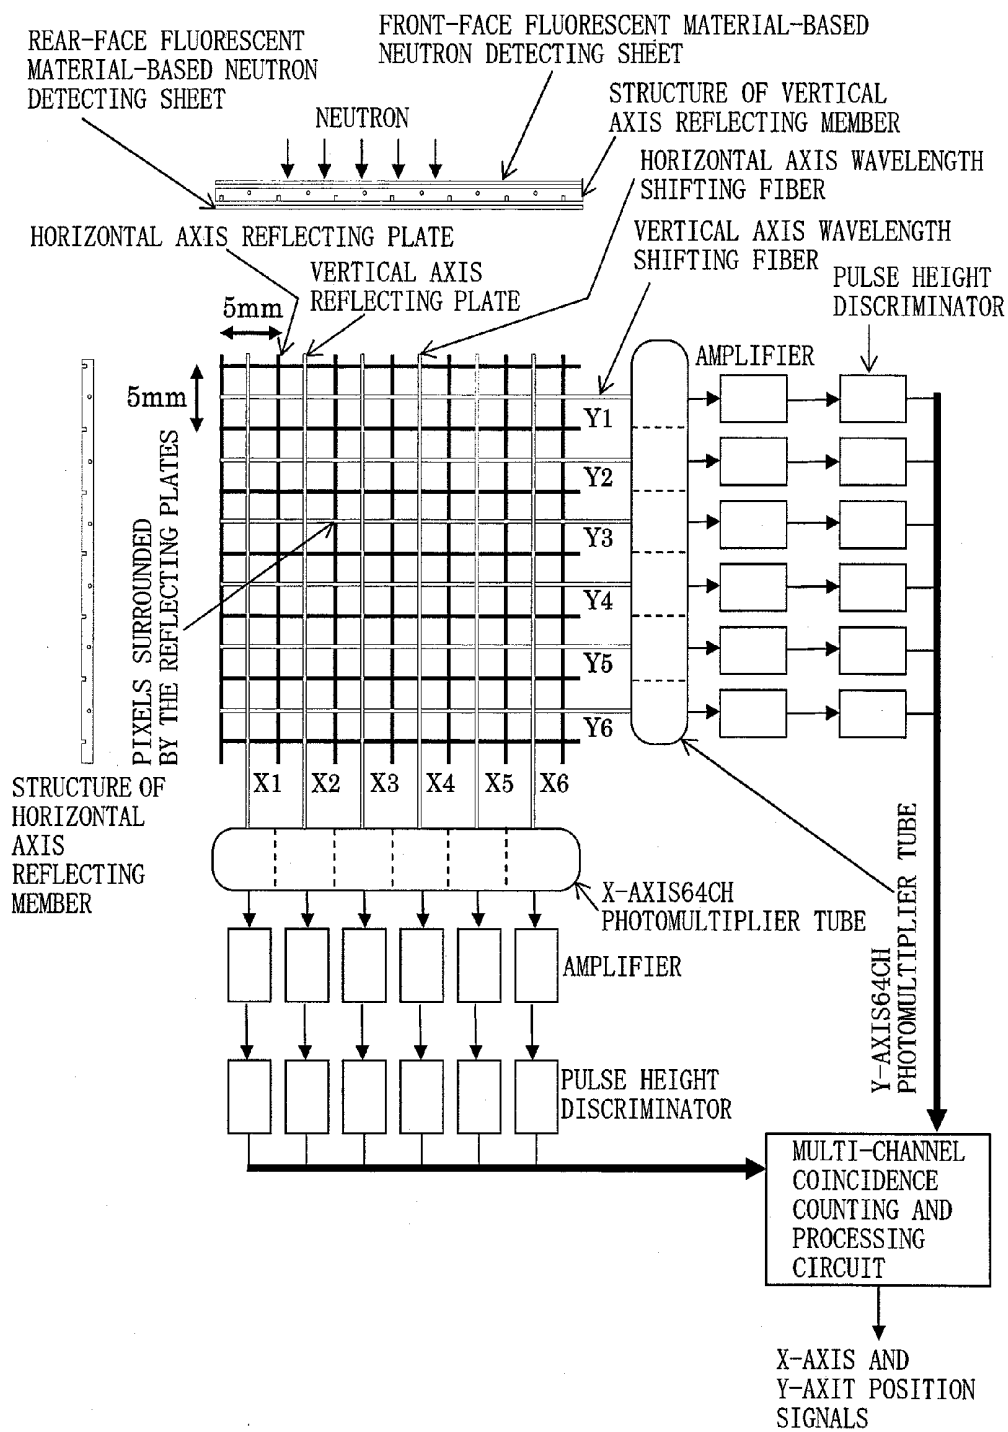 FRONT-FACE FLUORESCENT MATERIAL-BASED
NEUTRON DETECTING SHEET
REAR-FACE FLUORESCENT
MATERIAL-BASED NEUTRON
DETECTING SHEET
STRUCTURE OF VERTICAL
AXIS REFLECTING MEMBER
NEUTRON
HORIZONTAL AXIS WAVELENGTH
SHIFTING FIBER
HORIZONTAL AXIS REFLECTING PLATE
VERTICAL AXIS WAVELENGTH
SHIFTING FIBER
VERTICAL AXIS
REFLECTING PLATE
PULSE HEIGHT
DISCRIMINATOR
5mm
AMPLIFIER
5mm
Y1
Y2
Y3
Y4
Y5
Y6
PIXELS SURROUNDED
BY THE REFLECTING PLATES
X1 X2 X3 X4 X5 X6
STRUCTURE OF
HORIZONTAL
AXIS
REFLECTING
MEMBER
X-AXIS64CH
PHOTOMULTIPLIER TUBE
Y-AXIS64CH
PHOTOMULTIPLIER TUBE
AMPLIFIER
PULSE HEIGHT
DISCRIMINATOR
MULTI-CHANNEL
COINCIDENCE
COUNTING AND
PROCESSING
CIRCUIT
X-AXIS AND
Y-AXIT POSITION
SIGNALS